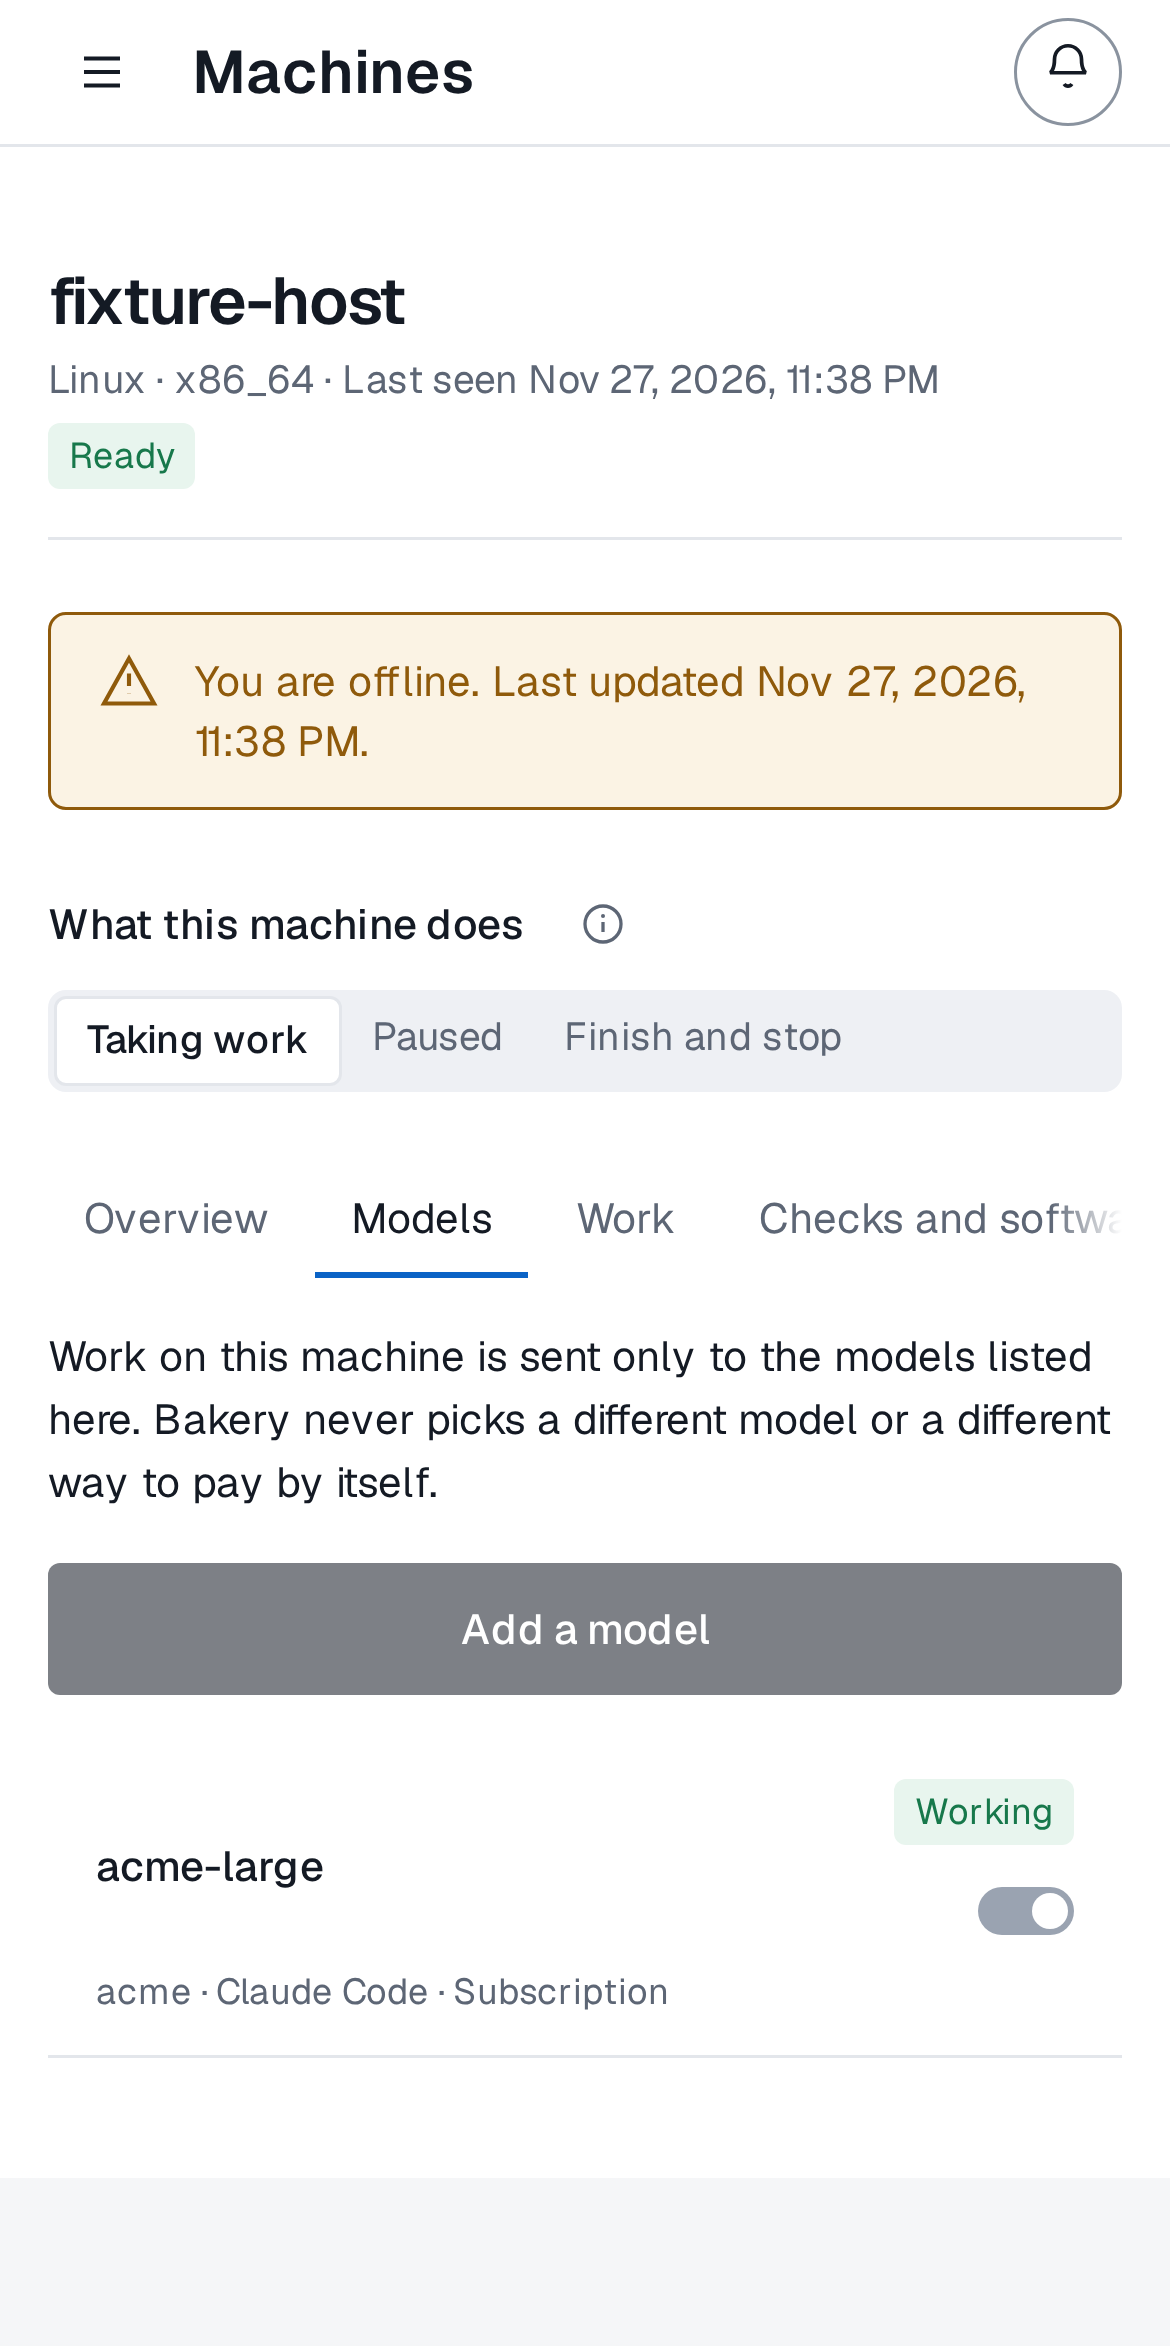 Machines
fixture-host
Linux · x86_64 · Last seen Nov 27, 2026, 11:38 PM
Ready
You are offline. Last updated Nov 27, 2026,
11:38 PM.
What this machine does
Taking work Paused Finish and stop
Overview Models Work Checks and softwa
Work on this machine is sent only to the models listed
here. Bakery never picks a different model or a different
way to pay by itself.
Add a model
Working
acme-large
acme · Claude Code · Subscription